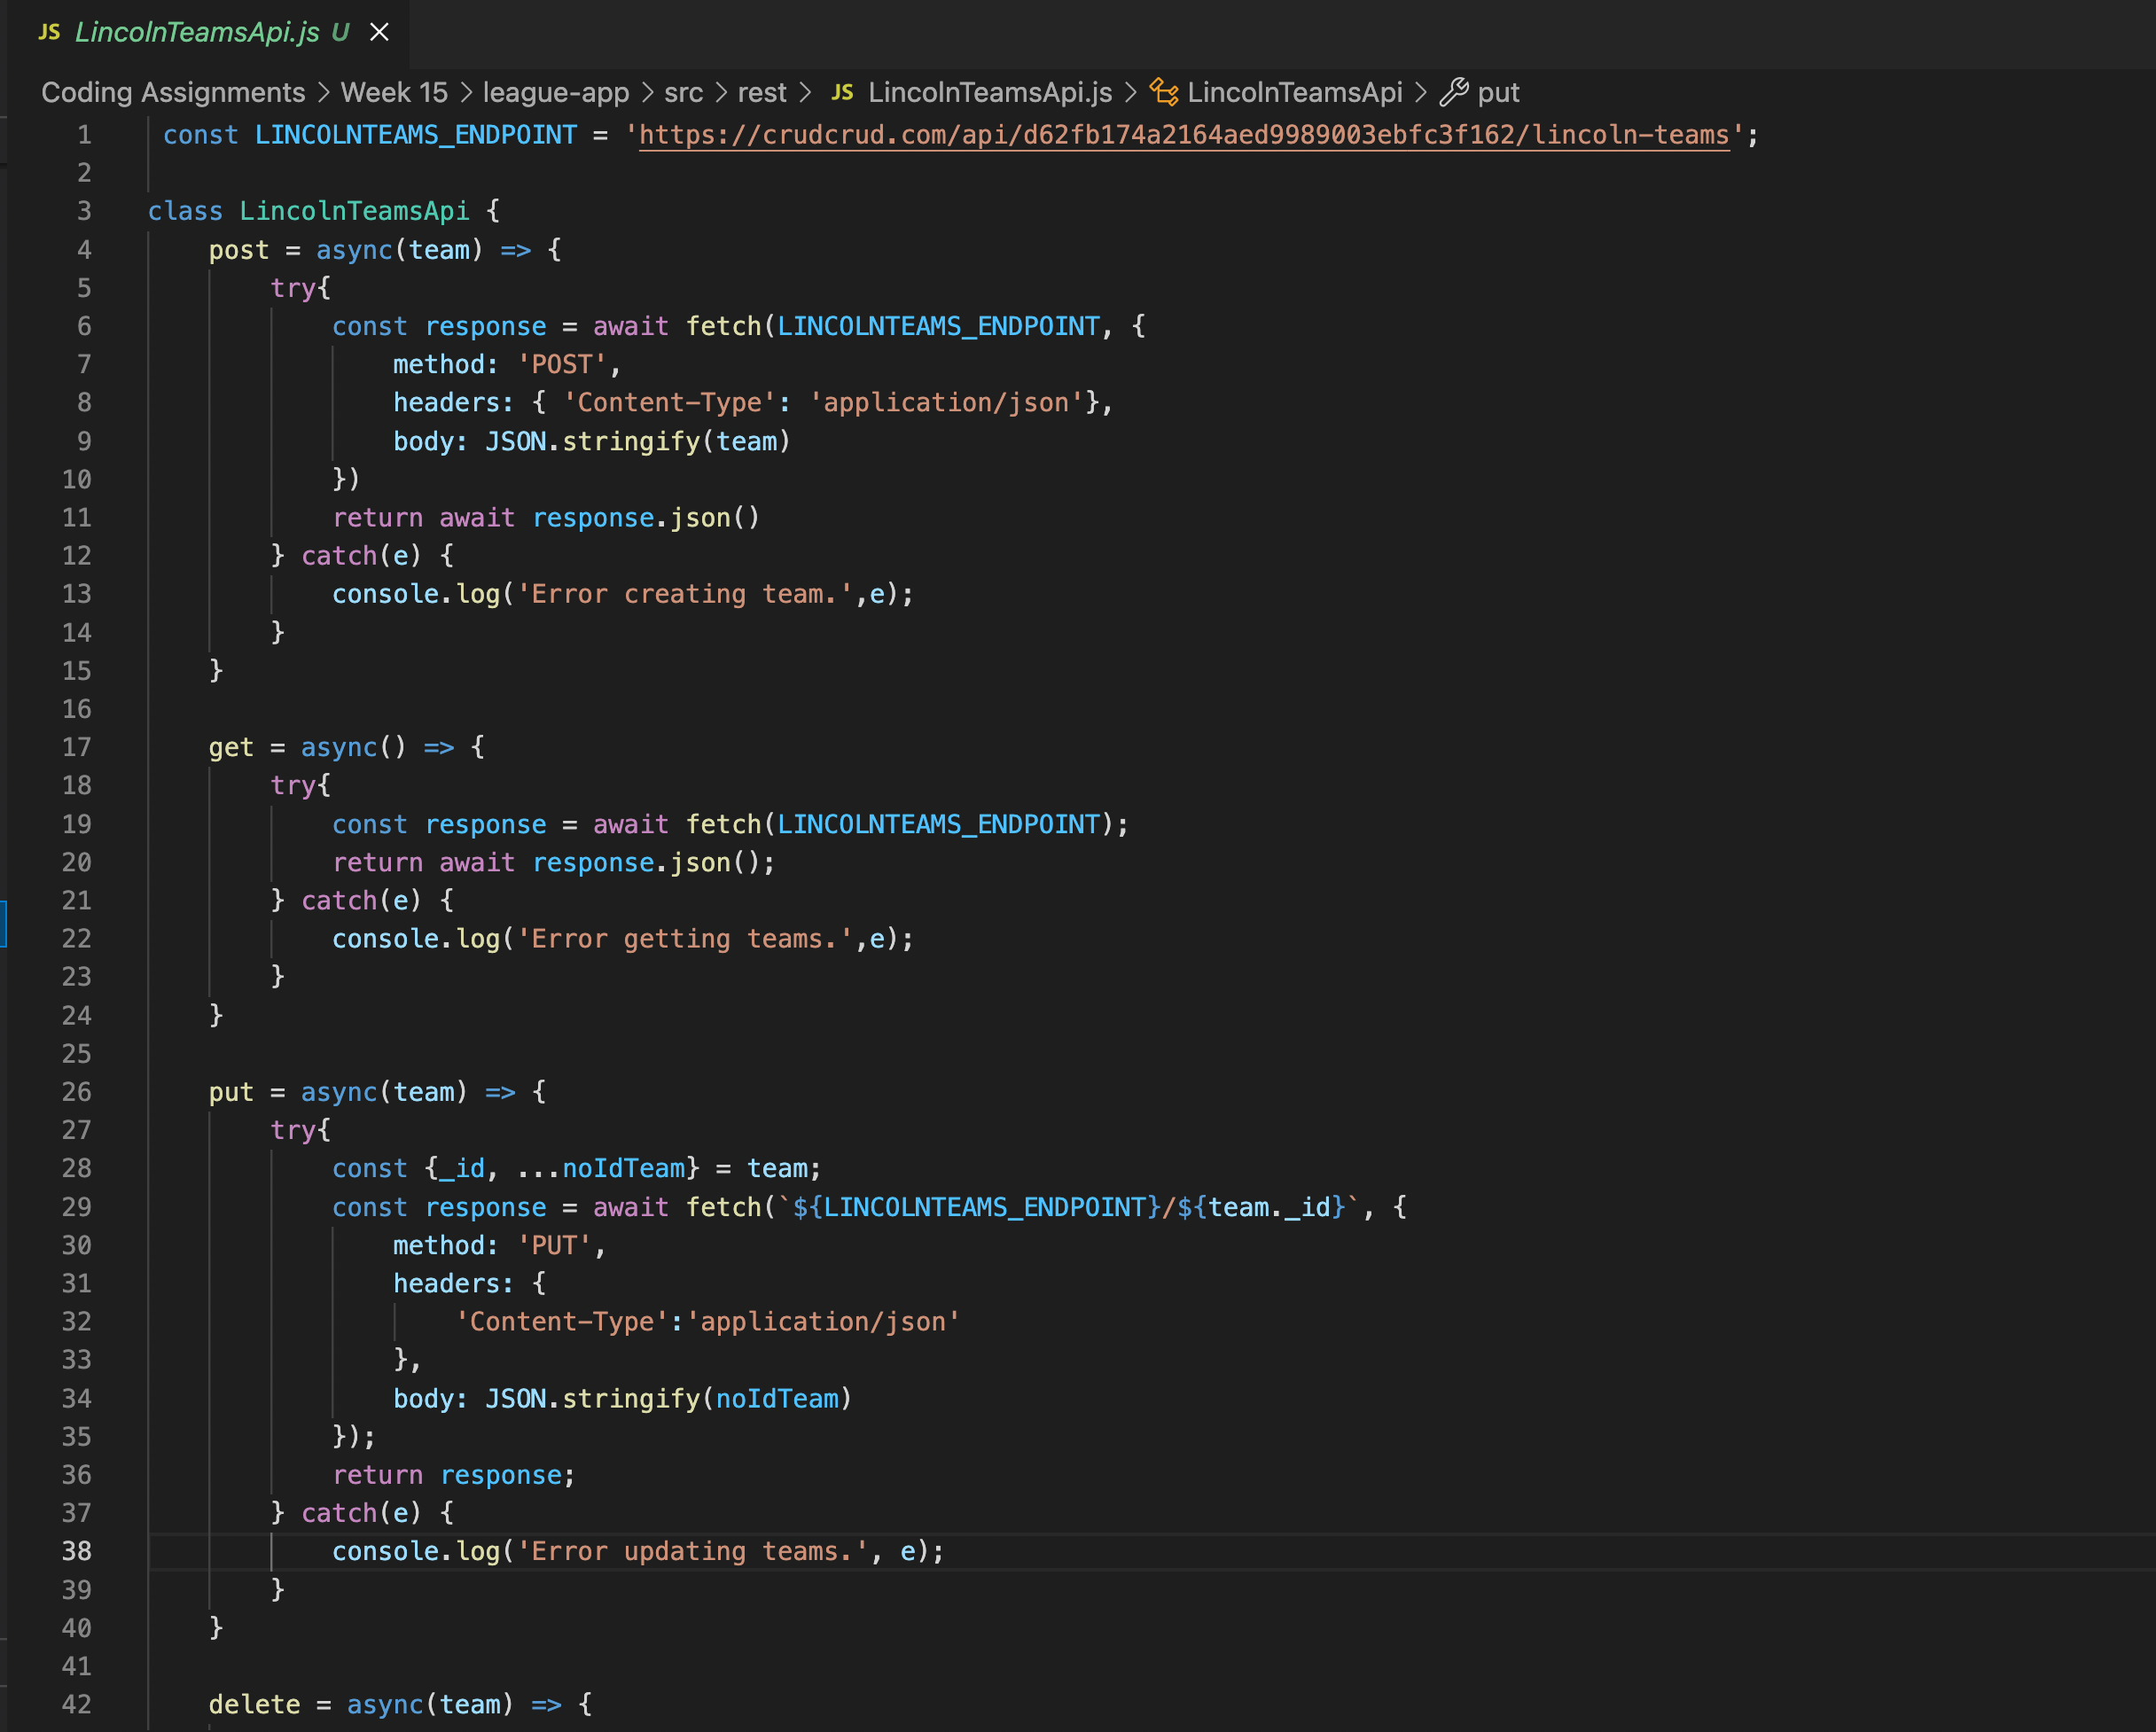 JS LincolnTeamsApi.js U ×
Coding Assignments > Week 15 > league-app > src > rest > JS LincolnTeamsApi.js > LincolnTeamsApi > put
1 const LINCOLNTEAMS_ENDPOINT = 'https://crudcrud.com/api/d62fb174a2164aed9989003ebfc3f162/lincoln-teams';
2
3 class LincolnTeamsApi {
4     post = async(team) => {
5         try{
6             const response = await fetch(LINCOLNTEAMS_ENDPOINT, {
7                 method: 'POST',
8                 headers: { 'Content-Type': 'application/json'},
9                 body: JSON.stringify(team)
10             })
11             return await response.json()
12         } catch(e) {
13             console.log('Error creating team.',e);
14         }
15     }
16
17     get = async() => {
18         try{
19             const response = await fetch(LINCOLNTEAMS_ENDPOINT);
20             return await response.json();
21         } catch(e) {
22             console.log('Error getting teams.',e);
23         }
24     }
25
26     put = async(team) => {
27         try{
28             const {_id, ...noIdTeam} = team;
29             const response = await fetch(`${LINCOLNTEAMS_ENDPOINT}/${team._id}`, {
30                 method: 'PUT',
31                 headers: {
32                     'Content-Type':'application/json'
33                 },
34                 body: JSON.stringify(noIdTeam)
35             });
36             return response;
37         } catch(e) {
38             console.log('Error updating teams.', e);
39         }
40     }
41
42     delete = async(team) => {